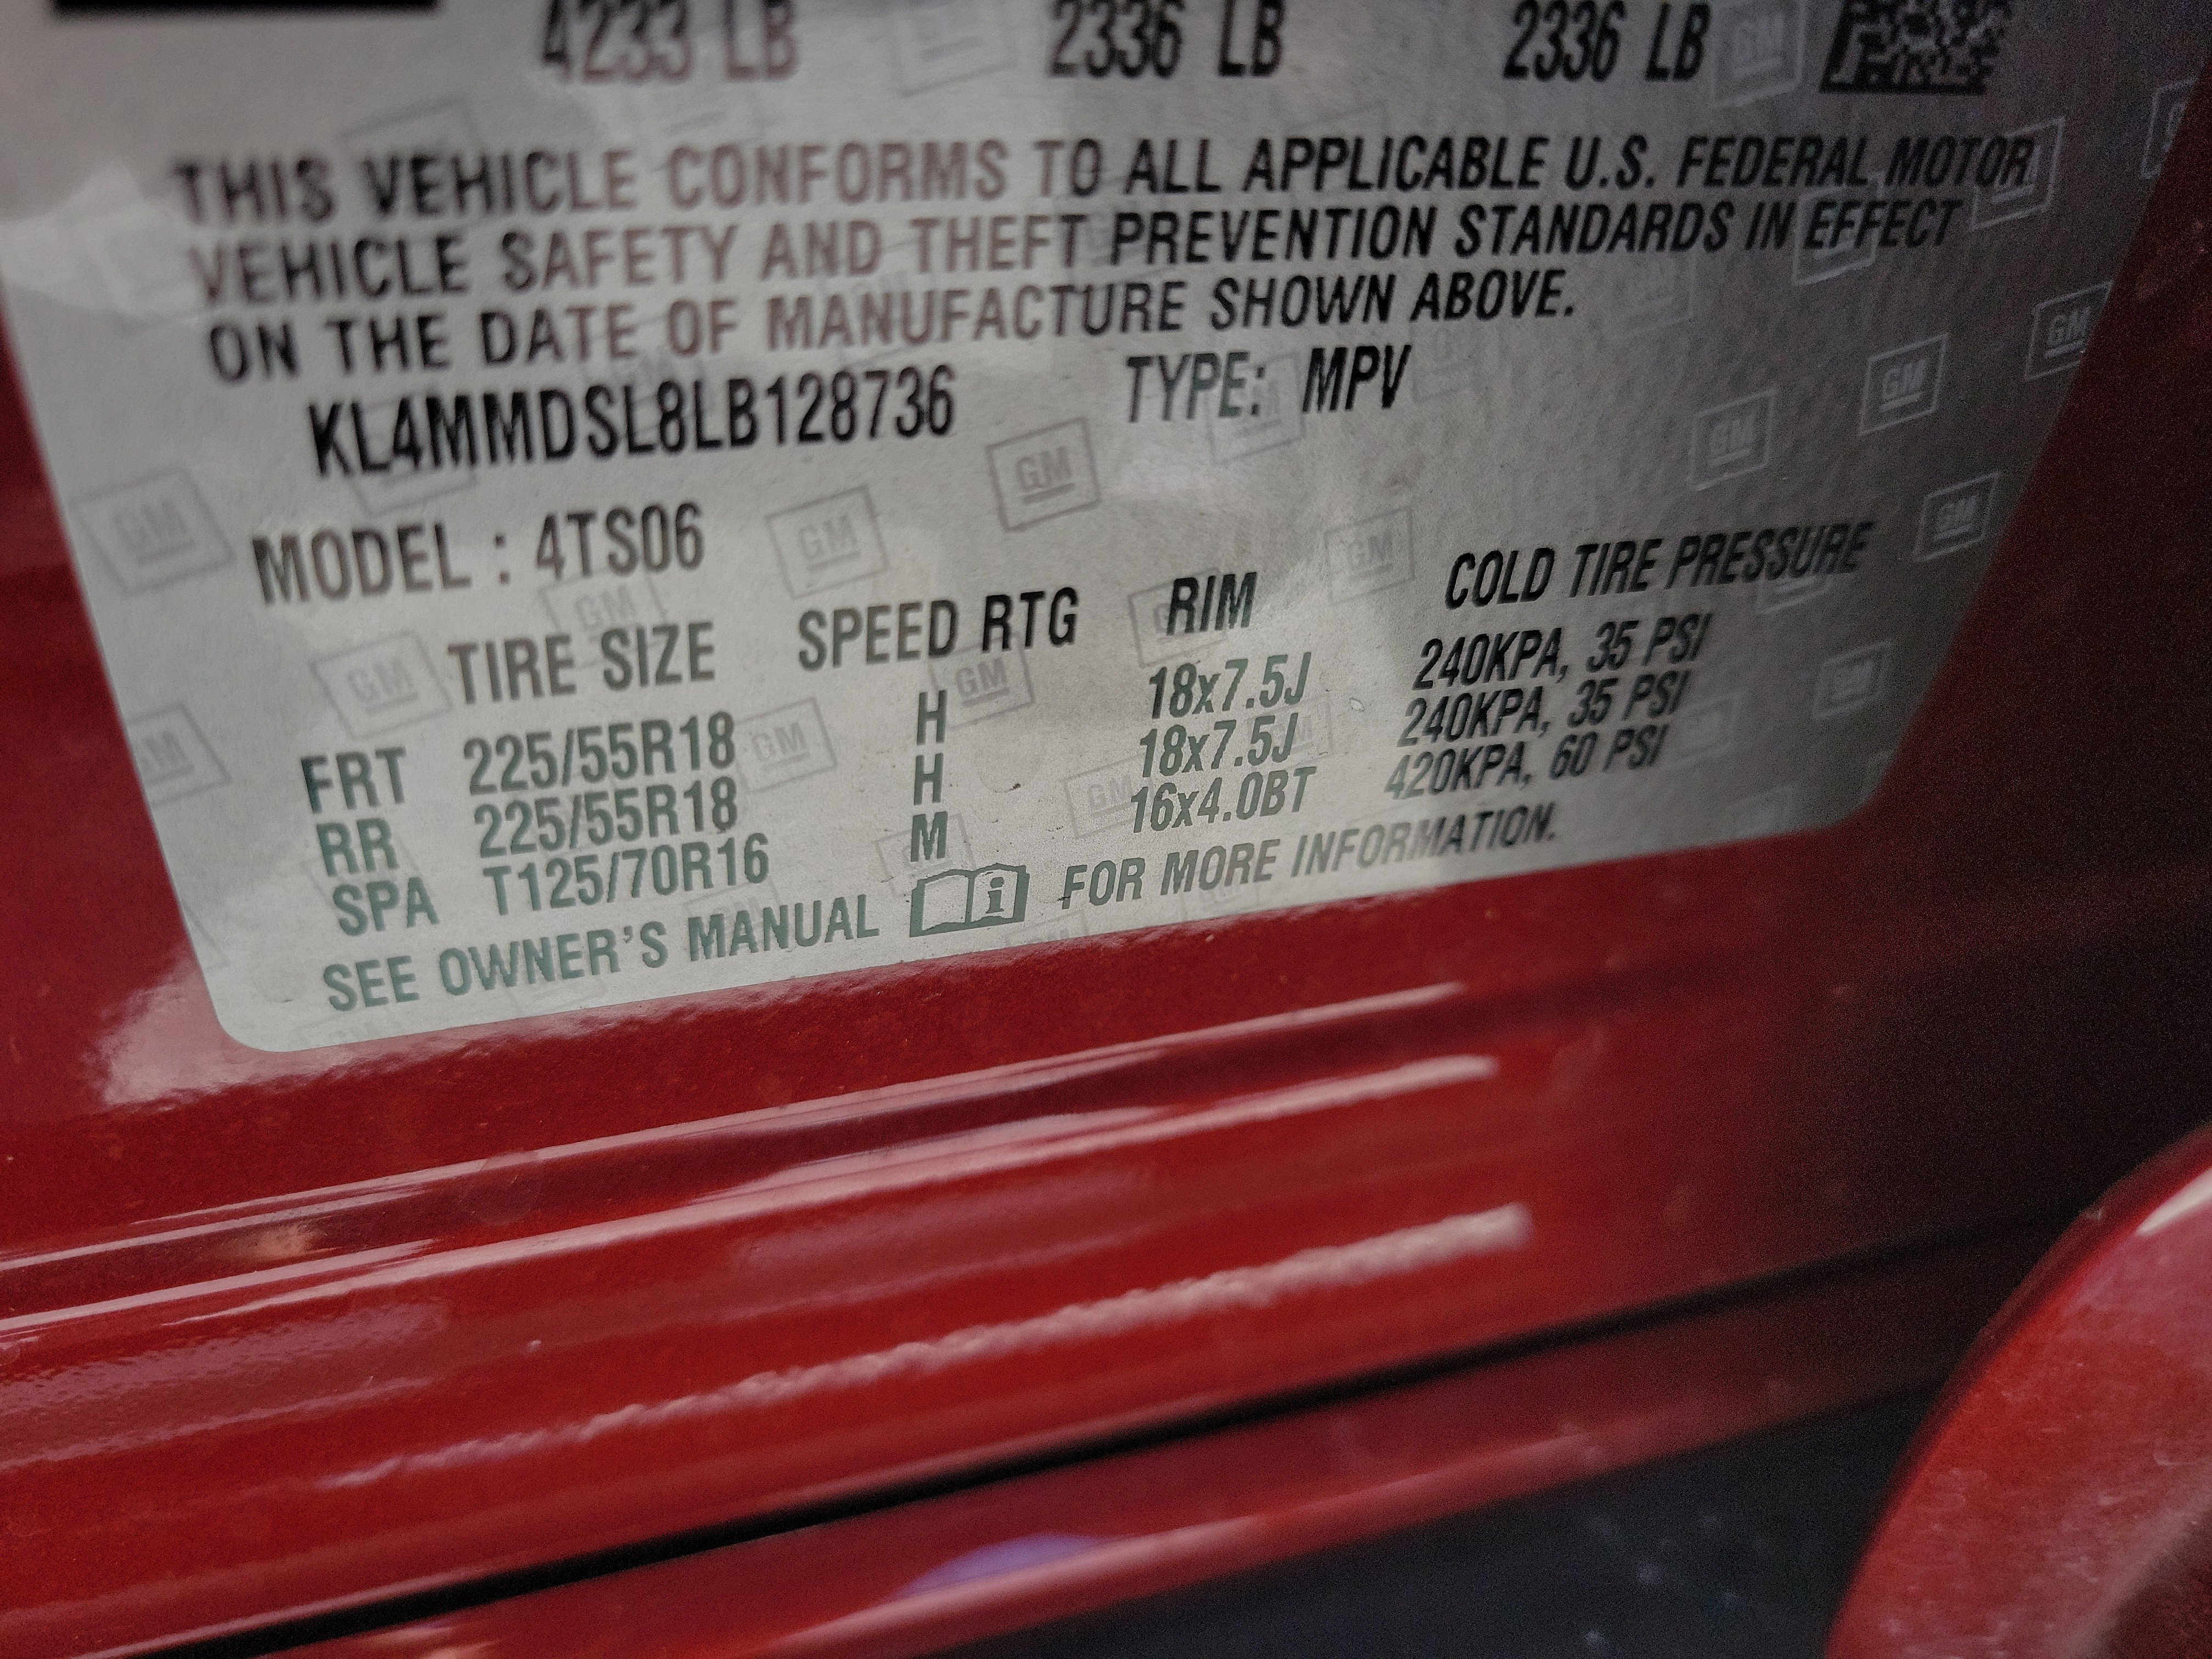 4233 LB 2336 LB 2336 LB
THIS VEHICLE CONFORMS TO ALL APPLICABLE U.S. FEDERAL MOTOR
VEHICLE SAFETY AND THEFT PREVENTION STANDARDS IN EFFECT
ON THE DATE OF MANUFACTURE SHOWN ABOVE.
KL4MMDSL8LB128736 TYPE: MPV
MODEL : 4TS06
TIRE SIZE SPEED RTG RIM COLD TIRE PRESSURE
FRT 225/55R18 H 18x7.5J 240KPA, 35 PSI
RR 225/55R18 H 18x7.5J 240KPA, 35 PSI
SPA T125/70R16 M 16x4.0BT 420KPA, 60 PSI
SEE OWNER'S MANUAL i FOR MORE INFORMATION.